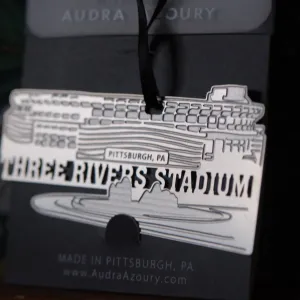 AUDRA AZOURY
PITTSBURGH, PA
THREE RIVERS STADIUM
MADE IN PITTSBURGH, PA
www.AudraAzoury.com